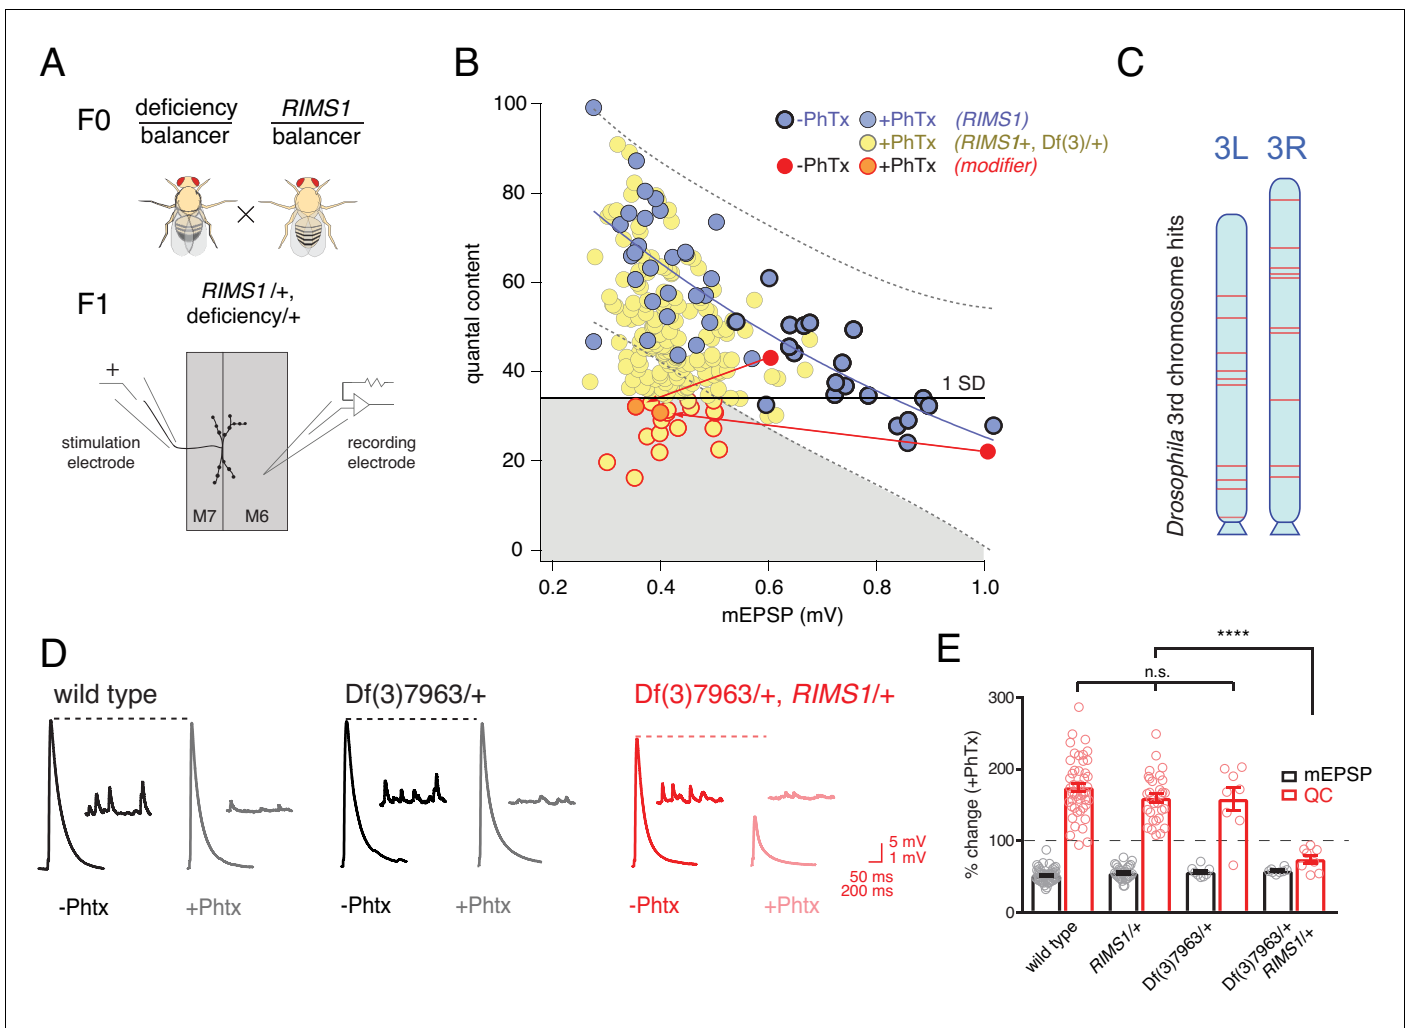 A
F0
deficiency
balancer
RIMS1
balancer
×
F1
RIMS1/+,
deficiency/+
+
stimulation
electrode
recording
electrode
M7
M6
B
quantal content
100
80
60
40
20
0
0.2
0.4
0.6
0.8
1.0
mEPSP (mV)
-PhTx +PhTx (RIMS1)
+PhTx (RIMS1+, Df(3)/+)
-PhTx +PhTx (modifier)
1 SD
C
3L 3R
Drosophila 3rd chromosome hits
D
wild type
-Phtx
+Phtx
Df(3)7963/+
-Phtx
+Phtx
Df(3)7963/+, RIMS1/+
-Phtx
+Phtx
5 mV
1 mV
50 ms
200 ms
E
****
n.s.
% change (+PhTx)
300
200
100
0
mEPSP
QC
wild type
RIMS1/+
Df(3)7963/+
Df(3)7963/+
RIMS1/+